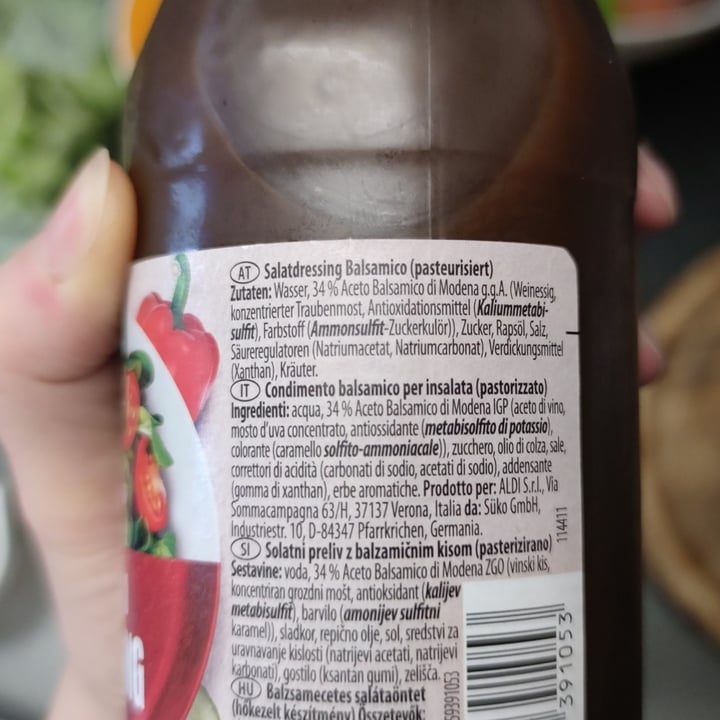 AT Salatdressing Balsamico (pasteurisiert)
Zutaten: Wasser, 34 % Aceto Balsamico di Modena g.g.A. (Weinessig,
konzentrierter Traubenmost, Antioxidationsmittel (Kaliummetabi-
sulfit), Farbstoff (Ammonsulfit-Zuckerkulör)), Zucker, Rapsöl, Salz,
Säureregulatoren (Natriumacetat, Natriumcarbonat), Verdickungsmittel
(Xanthan), Kräuter.
IT Condimento balsamico per insalata (pastorizzato)
Ingredienti: acqua, 34 % Aceto Balsamico di Modena IGP (aceto di vino,
mosto d'uva concentrato, antiossidante (metabisolfito di potassio),
colorante (caramello solfito-ammoniacale)), zucchero, olio di colza, sale,
correttori di acidità (carbonati di sodio, acetati di sodio), addensante
(gomma di xanthan), erbe aromatiche. Prodotto per: ALDI S.r.l., Via
Sommacampagna 63/H, 37137 Verona, Italia da: Süko GmbH,
Industriestr. 10, D-84347 Pfarrkrichen, Germania.
114411
SI Solatni preliv z balzamičnim kisom (pasterizirano)
Sestavine: voda, 34 % Aceto Balsamico di Modena ZGO (vinski kis,
koncentriran grozdni mošt, antioksidant (kalijev
metabisulfit), barvilo (amonijev sulfitni
karamel)), sladkor, repično olje, sol, sredstvi za
uravnavanje kislosti (natrijevi acetati, natrijevi
karbonati), gostilo (ksantan gumi), zelišča.
HU Balzsamecetes salátaöntet
(hőkezelt készítmény) Összetevők:
59391053
391053
G